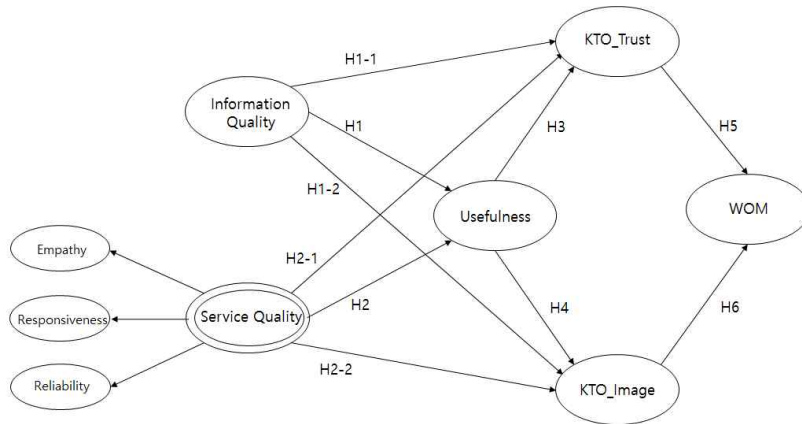 KTO_Trust
H1-1
Information
Quality
H1
H3
H5
H1-2
Usefulness
WOM
Empathy
H2-1
Service Quality
H2
H4
H6
Responsiveness
H2-2
Reliability
KTO_Image